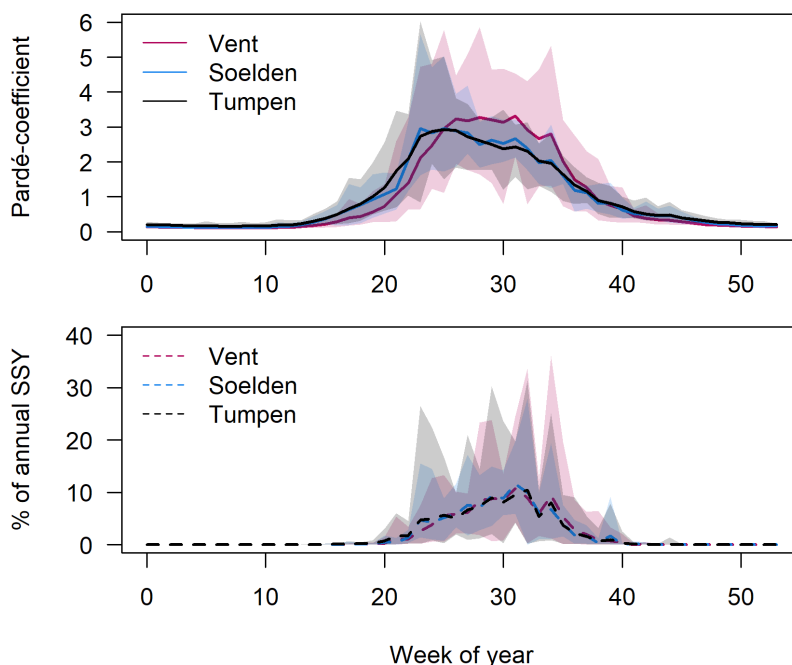 Pardé-coefficient
6
5
4
3
2
1
0
Vent
Soelden
Tumpen
0 10 20 30 40 50
% of annual SSY
40
30
20
10
0
Vent
Soelden
Tumpen
0 10 20 30 40 50
Week of year